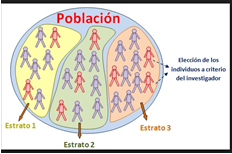 Población
Elección de los
individuos a criterio
del investigador
Estrato 1
Estrato 2
Estrato 3